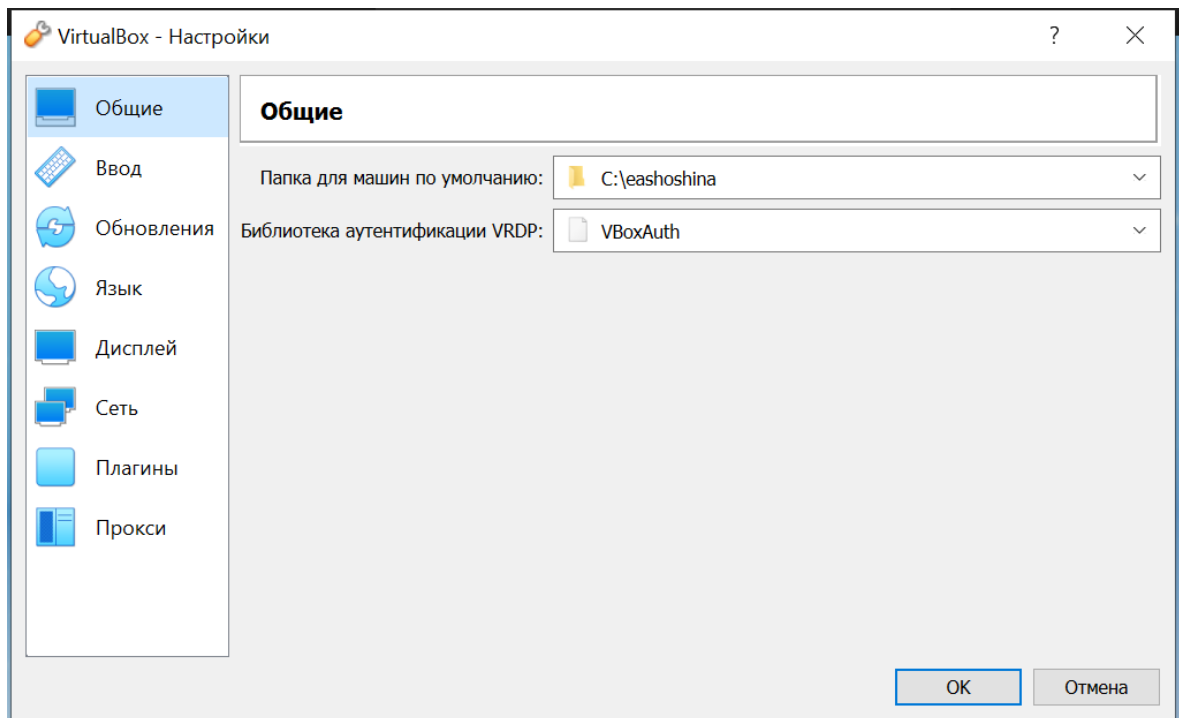 VirtualBox - Настройки
?
Общие
Ввод
Обновления
Язык
Дисплей
Сеть
Плагины
Прокси
Общие
Папка для машин по умолчанию: C:\eashoshina
Библиотека аутентификации VRDP: VBoxAuth
OK Отмена